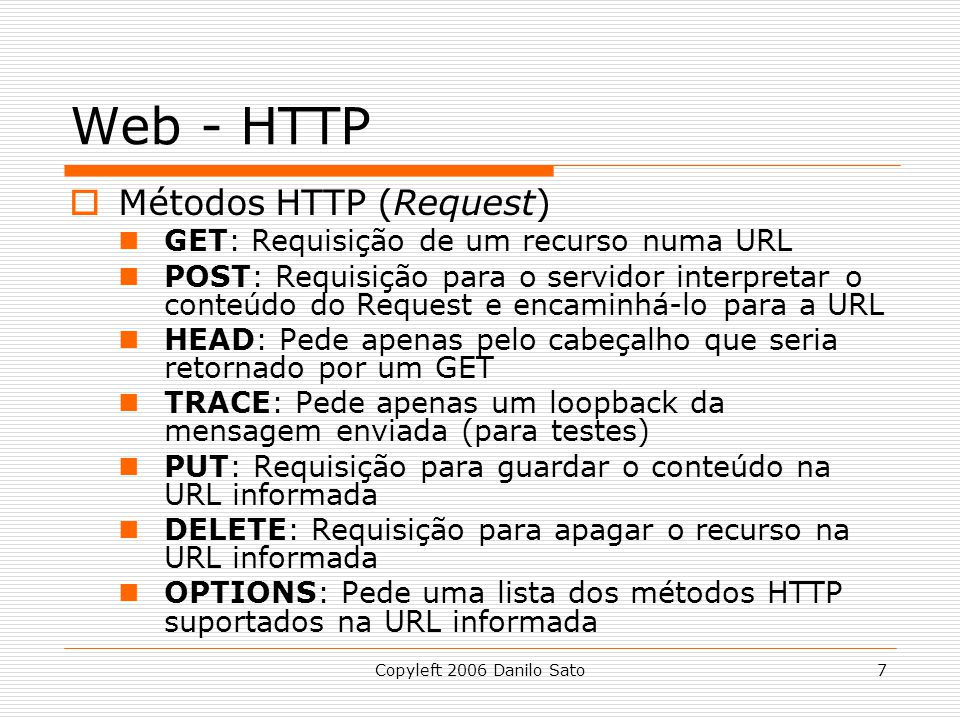 Web - HTTP
Métodos HTTP (Request)
GET: Requisição de um recurso numa URL
POST: Requisição para o servidor interpretar o
conteúdo do Request e encaminhá-lo para a URL
HEAD: Pede apenas pelo cabeçalho que seria
retornado por um GET
TRACE: Pede apenas um loopback da
mensagem enviada (para testes)
PUT: Requisição para guardar o conteúdo na
URL informada
DELETE: Requisição para apagar o recurso na
URL informada
OPTIONS: Pede uma lista dos métodos HTTP
suportados na URL informada
Copyleft 2006 Danilo Sato
7